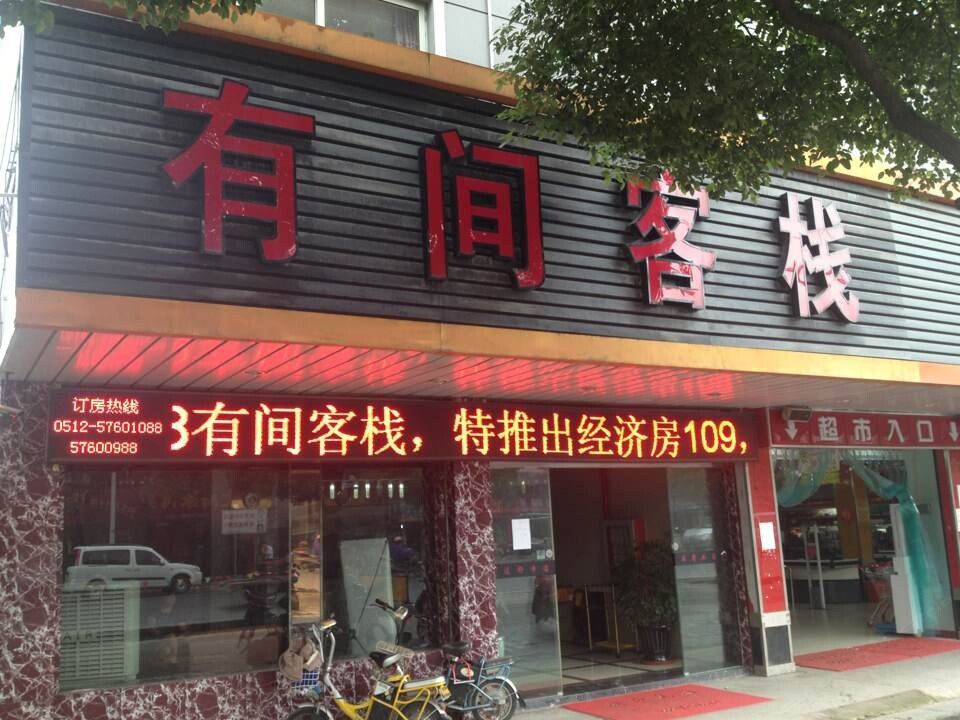 有间客栈
订房热线
0512-57601088
57600988
3有间客栈，特推出经济房109，
超市入口